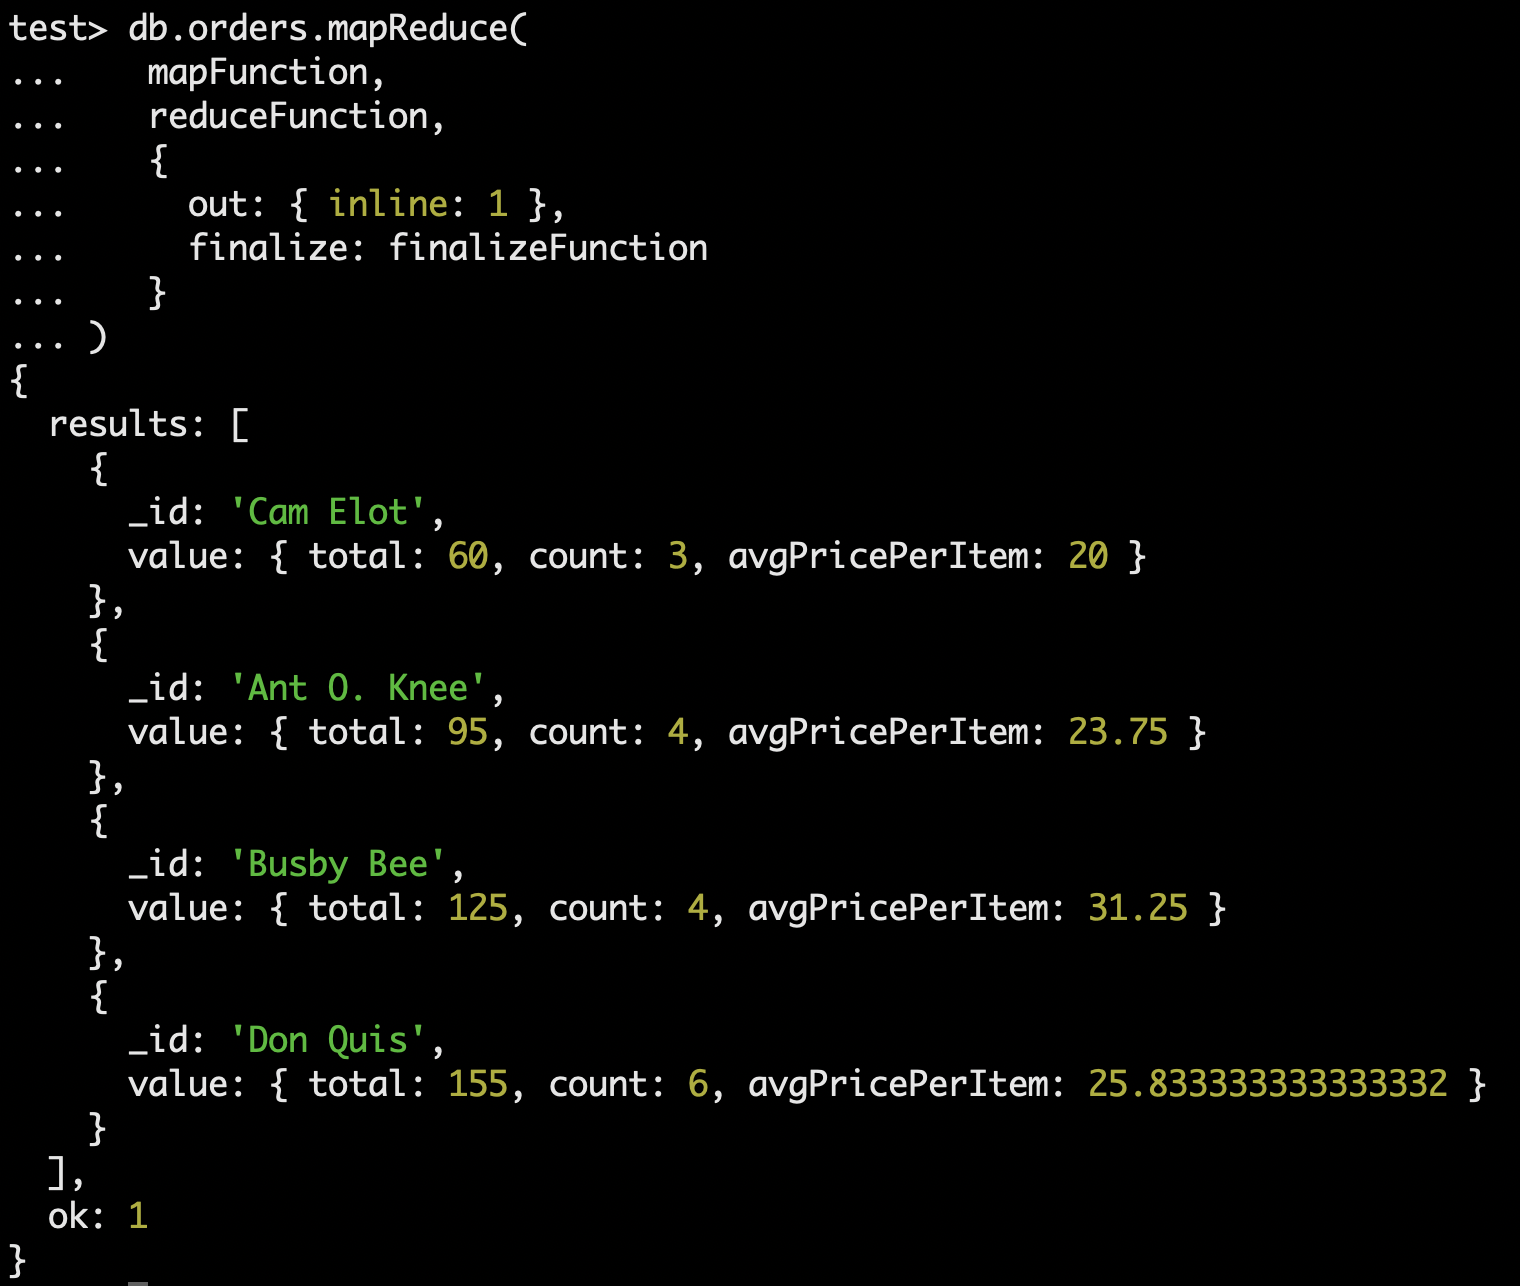 test> db.orders.mapReduce(
...    mapFunction,
...    reduceFunction,
...    {
...      out: { inline: 1 },
...      finalize: finalizeFunction
...    }
... )
{
  results: [
    {
      _id: 'Cam Elot',
      value: { total: 60, count: 3, avgPricePerItem: 20 }
    },
    {
      _id: 'Ant O. Knee',
      value: { total: 95, count: 4, avgPricePerItem: 23.75 }
    },
    {
      _id: 'Busby Bee',
      value: { total: 125, count: 4, avgPricePerItem: 31.25 }
    },
    {
      _id: 'Don Quis',
      value: { total: 155, count: 6, avgPricePerItem: 25.833333333333332 }
    }
  ],
  ok: 1
}